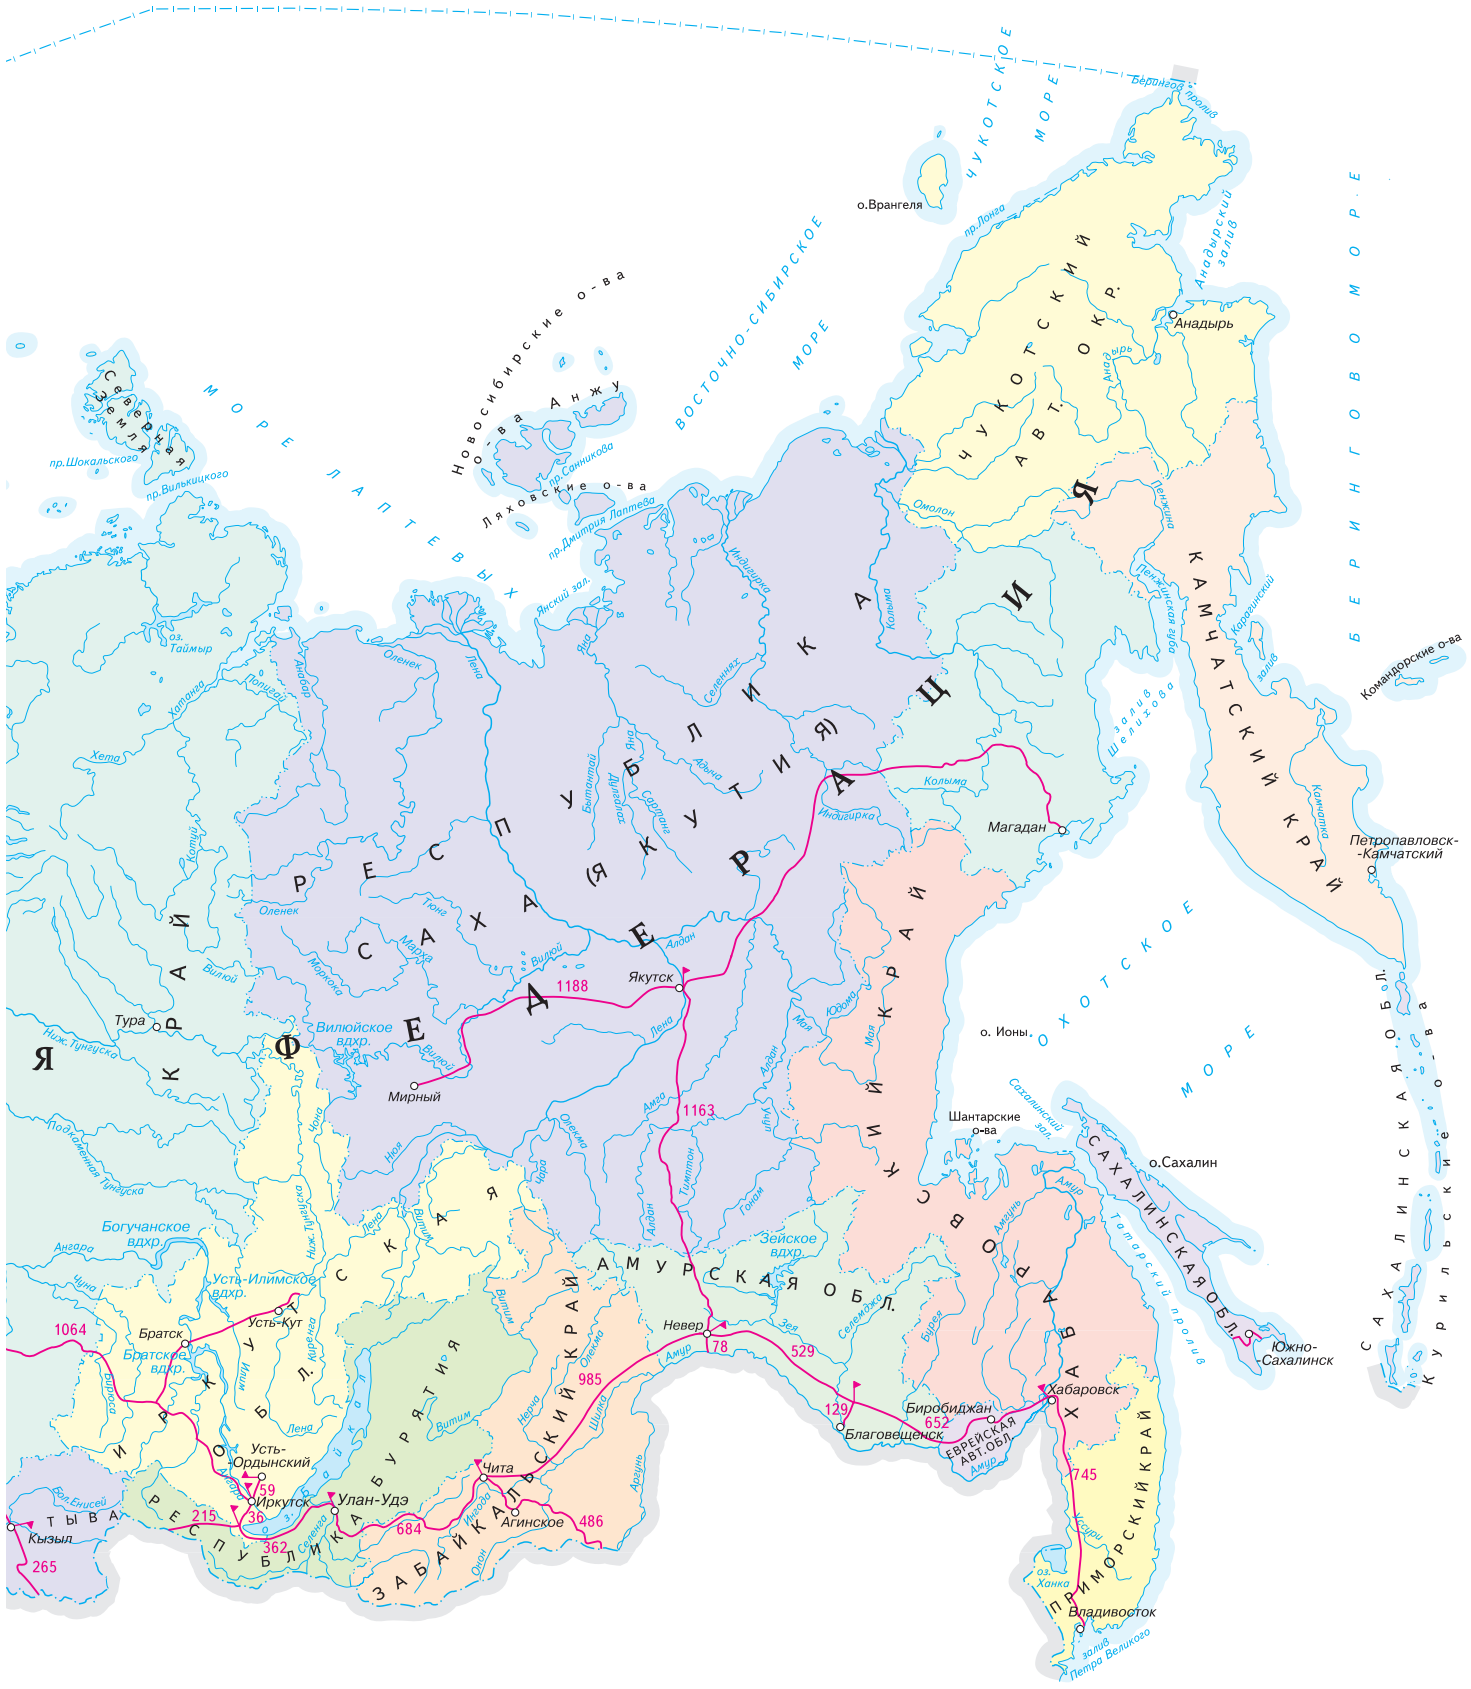 ЧУКОТСКОЕ
МОРЕ
Берингов пролив
о.Врангеля
пр.Лонга
Анадырский
залив
БЕРИНГОВО МОРЕ
ВОСТОЧНО-СИБИРСКОЕ
МОРЕ
Новосибирские о-ва
о-ва Анжу
пр.Санникова
Ляховские о-ва
пр.Дмитрия Лаптева
Северная
Земля
пр.Шокальского
пр.Вилькицкого
МОРЕ ЛАПТЕВЫХ
Янский зал.
ЧУКОТСКИЙ
АВТ. ОКР.
Анадырь
Анадырь
Омолон
Пенжина
Пенжинская губа
Карагинский
залив
Командорские о-ва
КАМЧАТСКИЙ КРАЙ
Камчатка
Петропавловск-
-Камчатский
залив
Шелихова
оз.
Таймыр
Хатанга
Попигай
Хета
Котуй
Анабар
Оленек
Лена
Яна
Индигирка
Селеннях
Колыма
Яна
Адыча
Бытантай
Дулгалах
Сартанг
РЕСПУБЛИКА
САХА (ЯКУТИЯ)
Я ФЕДЕРАЦИЯ
Колыма
Индигирка
Магадан
КРАЙ
Тура
Ниж.Тунгуска
Подкаменная Тунгуска
Оленек
Вилюй
Моркока
Марха
Тюнг
Вилюй
Алдан
Якутск
1188
Вилюйское
вдхр.
Вилюй
Мирный
Лена
1163
Амга
Алдан
Мая
Юдома
Мая
Учур
Гонам
Тимптон
Алдан
Олекма
Чара
Нюя
Чона
ХАБАРОВСКИЙ КРАЙ
ОХОТСКОЕ
МОРЕ
о. Ионы
Шантарские
о-ва
Сахалинский
зал.
о.Сахалин
САХАЛИНСКАЯ ОБЛ.
Татарский пролив
Южно-
-Сахалинск
САХАЛИНСКАЯ ОБЛ.
Курильские о-ва
Амур
Амгунь
Богучанское
вдхр.
Ангара
Чуна
Усть-Илимское
вдхр.
Усть-Кут
Братск
Братское
вдхр.
1064
Бирюса
Илим
Киренга
Ниж.Тунгуска
Лена
Витим
Лена
ИРКУТСКАЯ
ОБЛ.
Усть-
-Ордынский
59
Иркутск
36
Ангара
215
362
оз. Байкал
Улан-Удэ
Селенга
РЕСПУБЛИКА БУРЯТИЯ
Витим
Витим
684
Бол.Енисей
ТЫВА
Кызыл
265
Чита
Агинское
486
Ингода
Онон
ЗАБАЙКАЛЬСКИЙ КРАЙ
Нерча
Олекма
Шилка
Аргунь
985
АМУРСКАЯ ОБЛ.
Зейское
вдхр.
Невер
78
Амур
529
Зея
Селемджа
129
Благовещенск
Бурея
652
Биробиджан
ЕВРЕЙСКАЯ
АВТ.ОБЛ.
Амур
Хабаровск
745
Уссури
оз.
Ханка
ПРИМОРСКИЙ КРАЙ
Владивосток
залив
Петра Великого